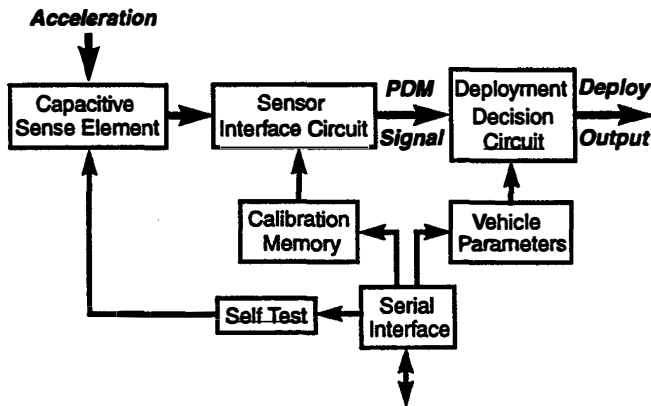 Acceleration
Capacitive
Sense Element
Sensor
Interface Circuit
PDM
Signal
Deployment
Decision
Circuit
Deploy
Output
Calibration
Memory
Vehicle
Parameters
Self Test
Serial
Interface